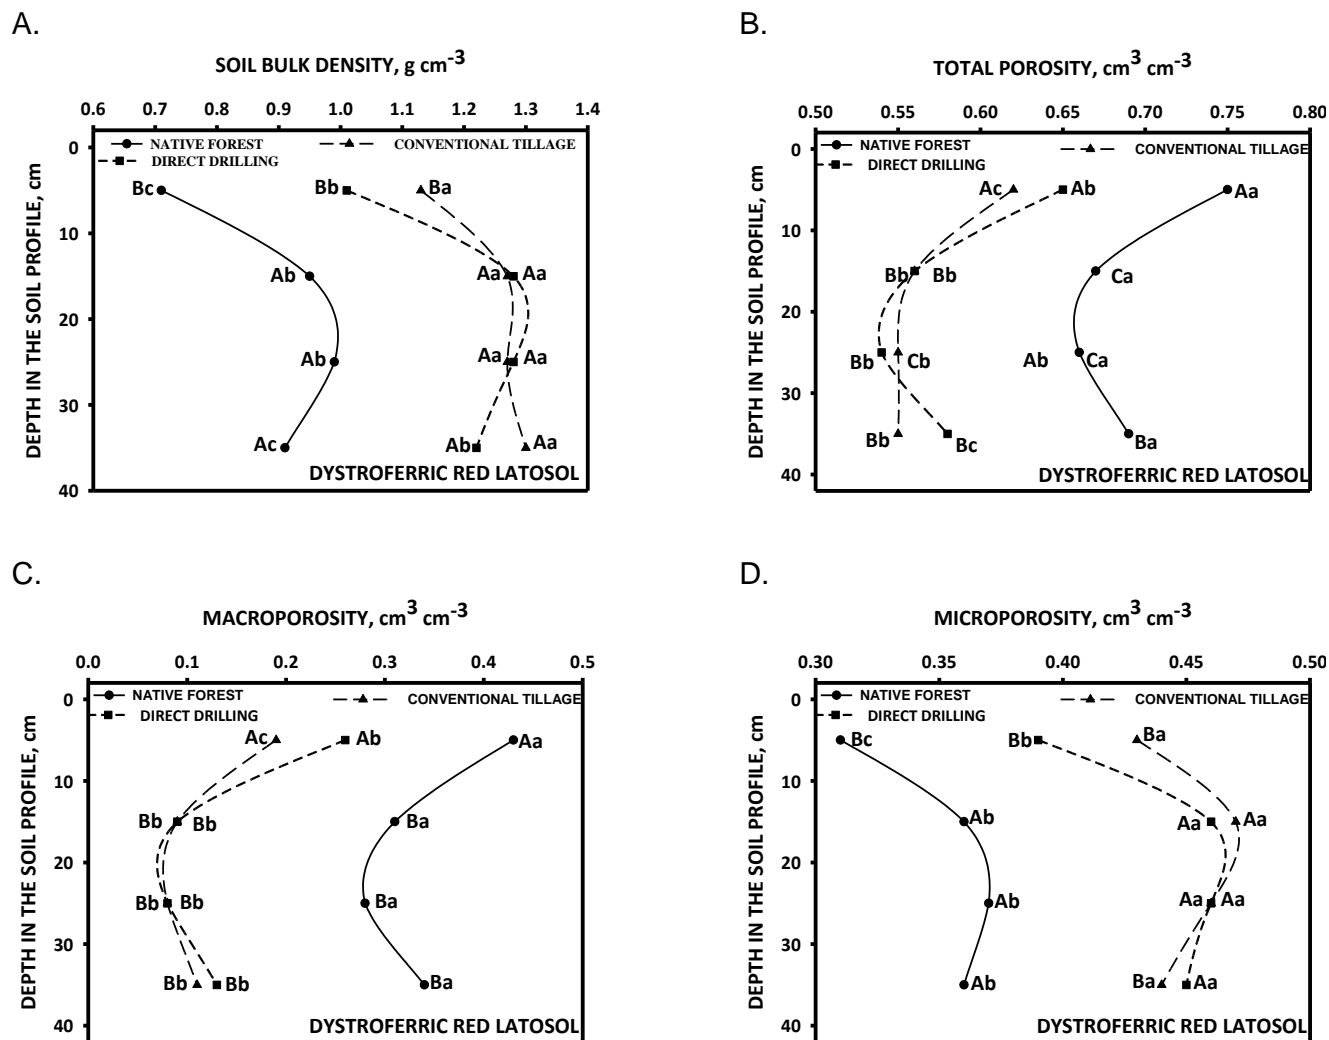 A.
SOIL BULK DENSITY, g cm-3
0.6 0.7 0.8 0.9 1.0 1.1 1.2 1.3 1.4
NATIVE FOREST CONVENTIONAL TILLAGE
DIRECT DRILLING
DEPTH IN THE SOIL PROFILE, cm
0
10
20
30
40
Bc Bb Ba
Ab Aa Aa
Ab Aa Aa
Ac Ab Aa
DYSTROFERRIC RED LATOSOL
B.
TOTAL POROSITY, cm3 cm-3
0.50 0.55 0.60 0.65 0.70 0.75 0.80
NATIVE FOREST CONVENTIONAL TILLAGE
DIRECT DRILLING
DEPTH IN THE SOIL PROFILE, cm
0
10
20
30
40
Ac Ab Aa
Bb Bb Ca
Bb Cb Ab Ca
Bb Bc Ba
DYSTROFERRIC RED LATOSOL
C.
MACROPOROSITY, cm3 cm-3
0.0 0.1 0.2 0.3 0.4 0.5
NATIVE FOREST CONVENTIONAL TILLAGE
DIRECT DRILLING
DEPTH IN THE SOIL PROFILE, cm
0
10
20
30
40
Ac Ab Aa
Bb Bb Ba
Bb Bb Ba
Bb Bb Ba
DYSTROFERRIC RED LATOSOL
D.
MICROPOROSITY, cm3 cm-3
0.30 0.35 0.40 0.45 0.50
NATIVE FOREST CONVENTIONAL TILLAGE
DIRECT DRILLING
DEPTH IN THE SOIL PROFILE, cm
0
10
20
30
40
Bc Bb Ba
Ab Aa Aa
Ab Aa Aa
Ab Ba Aa
DYSTROFERRIC RED LATOSOL